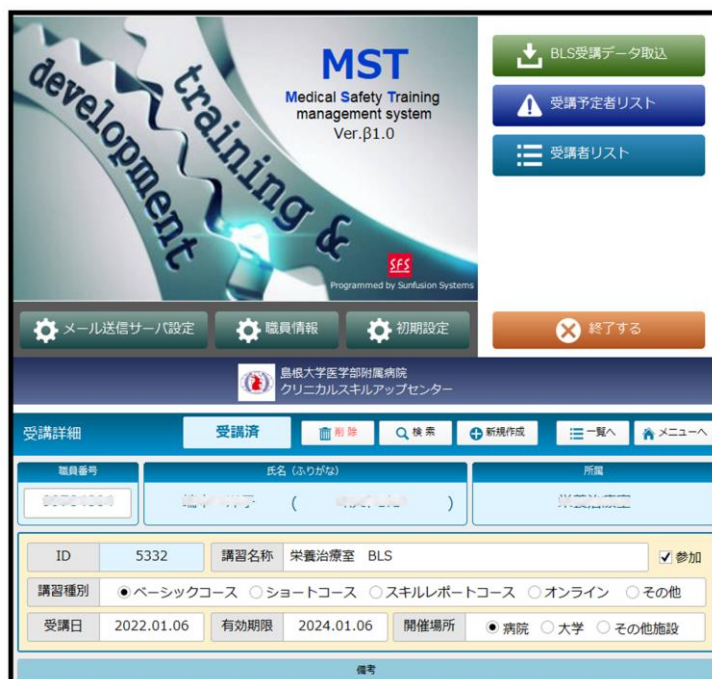 development
training &
MST
Medical Safety Training
management system
Ver.β1.0
SFS
Programmed by Sunfusion Systems
BLS受講データ取込
受講予定者リスト
受講者リスト
メール送信サーバ設定
職員情報
初期設定
終了する
島根大学医学部附属病院
クリニカルスキルアップセンター
受講詳細 受講済 削除 検索 新規作成 一覧へ メニューへ
職員番号 氏名(ふりがな) 所属
( )
ID 5332 講習名称 栄養治療室 BLS 参加
講習種別 ベーシックコース ショートコース スキルレポートコース オンライン その他
受講日 2022.01.06 有効期限 2024.01.06 開催場所 病院 大学 その他施設
備考